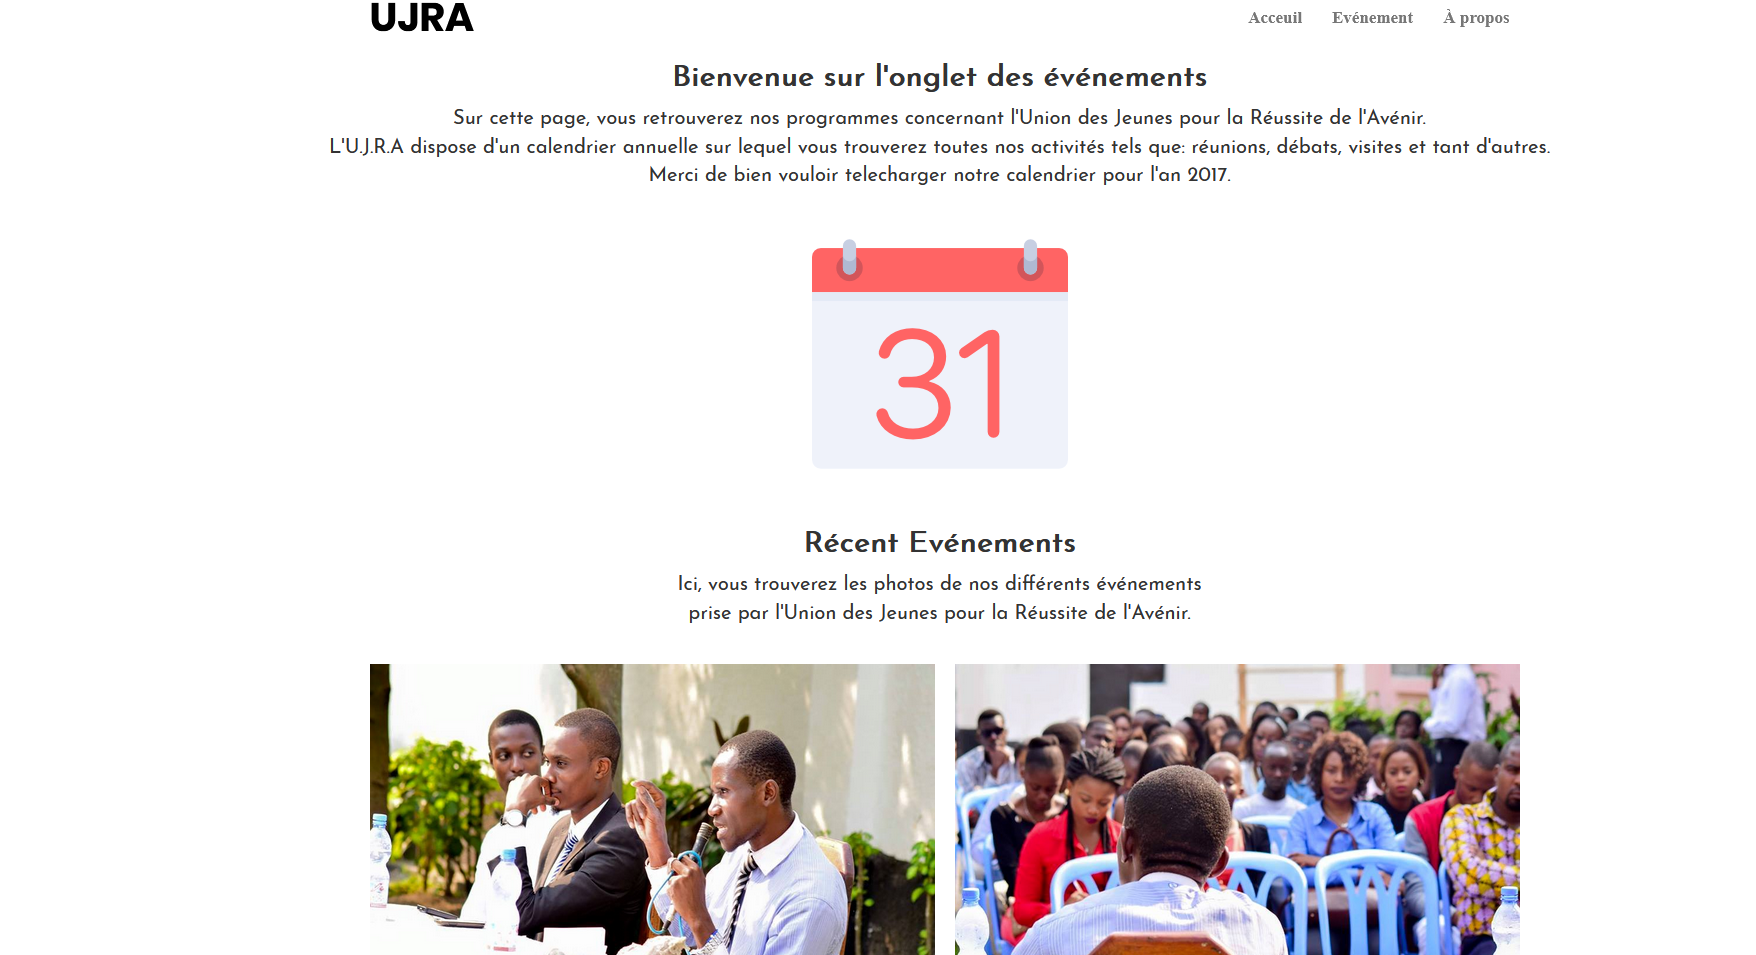 UJRA
Acceuil Evénement À propos
Bienvenue sur l'onglet des événements
Sur cette page, vous retrouverez nos programmes concernant l'Union des Jeunes pour la Réussite de l'Avénir.
L'U.J.R.A dispose d'un calendrier annuelle sur lequel vous trouverez toutes nos activités tels que: réunions, débats, visites et tant d'autres.
Merci de bien vouloir telecharger notre calendrier pour l'an 2017.
31
Récent Evénements
Ici, vous trouverez les photos de nos différents événements
prise par l'Union des Jeunes pour la Réussite de l'Avénir.